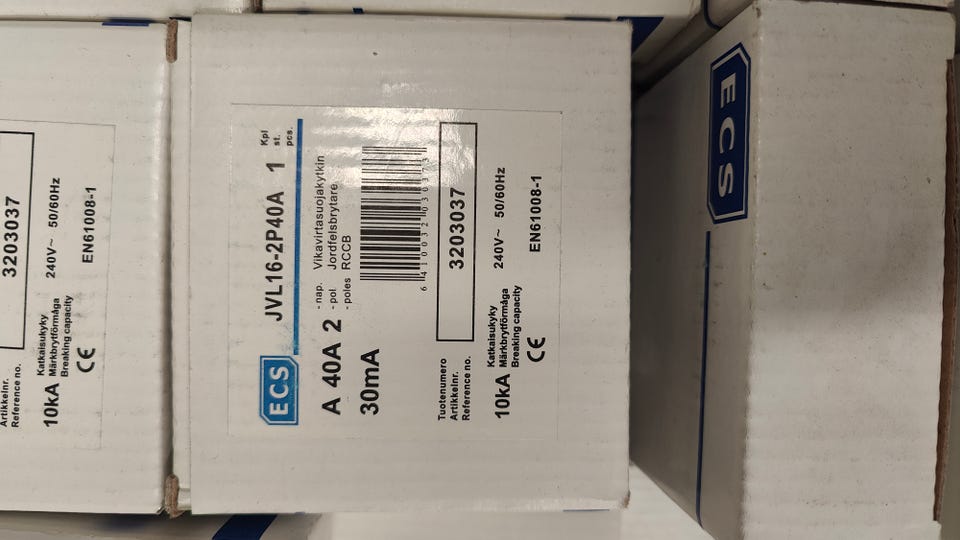 ECS
JVL16-2P40A 1 Kpl st. pcs.
A 40A 2 - nap. Vikavirtasuojakytkin
- pol. Jordfelsbrytare
- poles RCCB
30mA
Tuotenumero
Artikkelnr.
Reference no.
3203037
10kA Katkaisukyky
Märkbrytförmåga
Breaking capacity
240V~ 50/60Hz
CE
EN61008-1
Artikkelnr.
Reference no.
3203037
10kA Katkaisukyky
Märkbrytförmåga
Breaking capacity
240V~ 50/60Hz
CE
EN61008-1
ECS